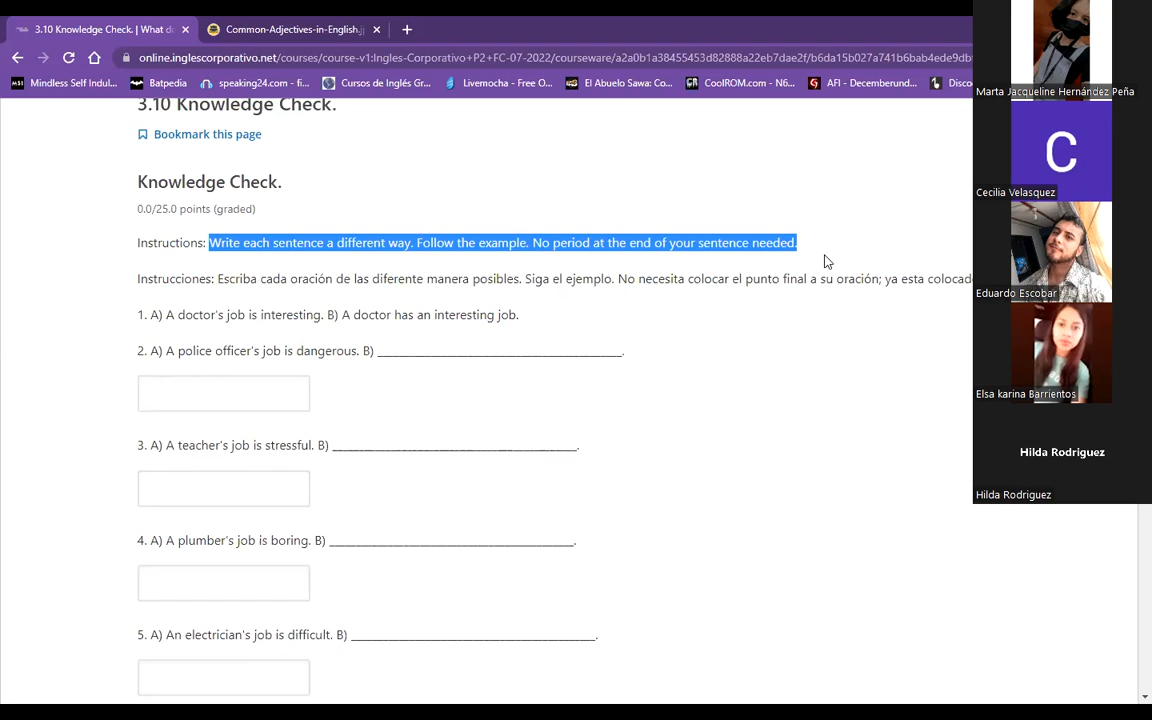 3.10 Knowledge Check. | What do
Common-Adjectives-in-English.j
online.inglescorporativo.net/courses/course-v1:Ingles-Corporativo+P2+FC-07-2022/courseware/a2a0b1a38455453d82888a22eb7dae2f/b6da15b027a741b6bab4ede9db
Mindless Self Indul...
Batpedia
speaking24.com - fi...
Cursos de Inglés Gr...
Livemocha - Free O...
El Abuelo Sawa: Co...
CoolROM.com - N6...
AFI - Decemberund...
Disco
3.10 Knowledge Check.
Bookmark this page
Knowledge Check.
0.0/25.0 points (graded)
Instructions: Write each sentence a different way. Follow the example. No period at the end of your sentence needed.
Instrucciones: Escriba cada oración de las diferente manera posibles. Siga el ejemplo. No necesita colocar el punto final a su oración; ya esta colocad
1. A) A doctor's job is interesting. B) A doctor has an interesting job.
2. A) A police officer's job is dangerous. B) ____________________.
3. A) A teacher's job is stressful. B) ____________________.
4. A) A plumber's job is boring. B) ____________________.
5. A) An electrician's job is difficult. B) ____________________.
Marta Jacqueline Hernández Peña
C
Cecilia Velasquez
Eduardo Escobar
Elsa karina Barrientos
Hilda Rodriguez
Hilda Rodriguez